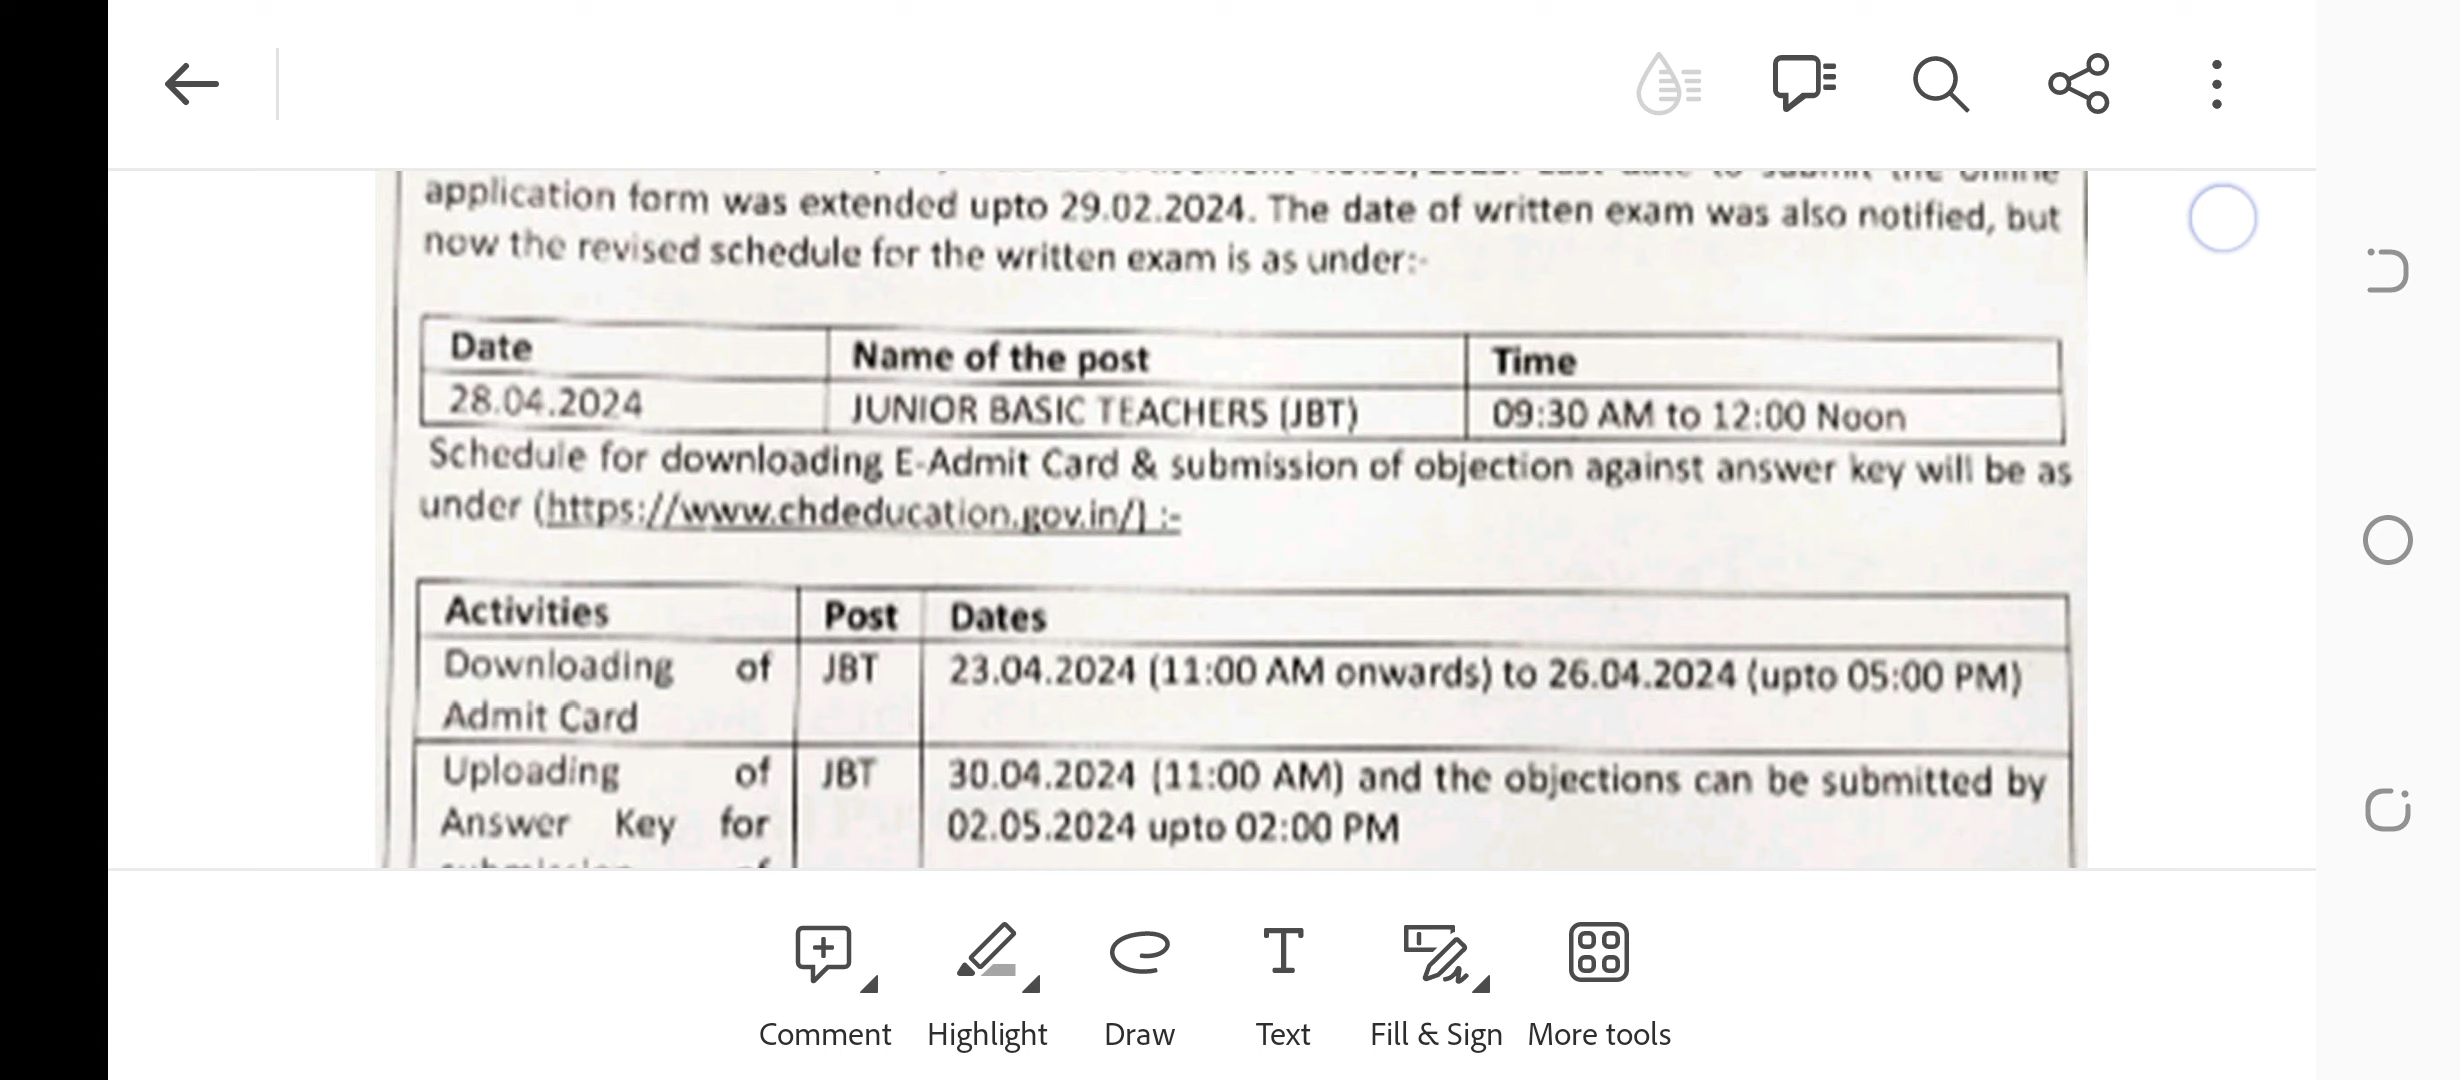 application form was extended upto 29.02.2024. The date of written exam was also notified, but
now the revised schedule for the written exam is as under:-
Date Name of the post Time
28.04.2024 JUNIOR BASIC TEACHERS (JBT) 09:30 AM to 12:00 Noon
Schedule for downloading E-Admit Card & submission of objection against answer key will be as
under (https://www.chdeducation.gov.in/) :-
Activities Post Dates
Downloading of JBT 23.04.2024 (11:00 AM onwards) to 26.04.2024 (upto 05:00 PM)
Admit Card
Uploading of JBT 30.04.2024 (11:00 AM) and the objections can be submitted by
Answer Key for 02.05.2024 upto 02:00 PM
Comment Highlight Draw Text Fill & Sign More tools